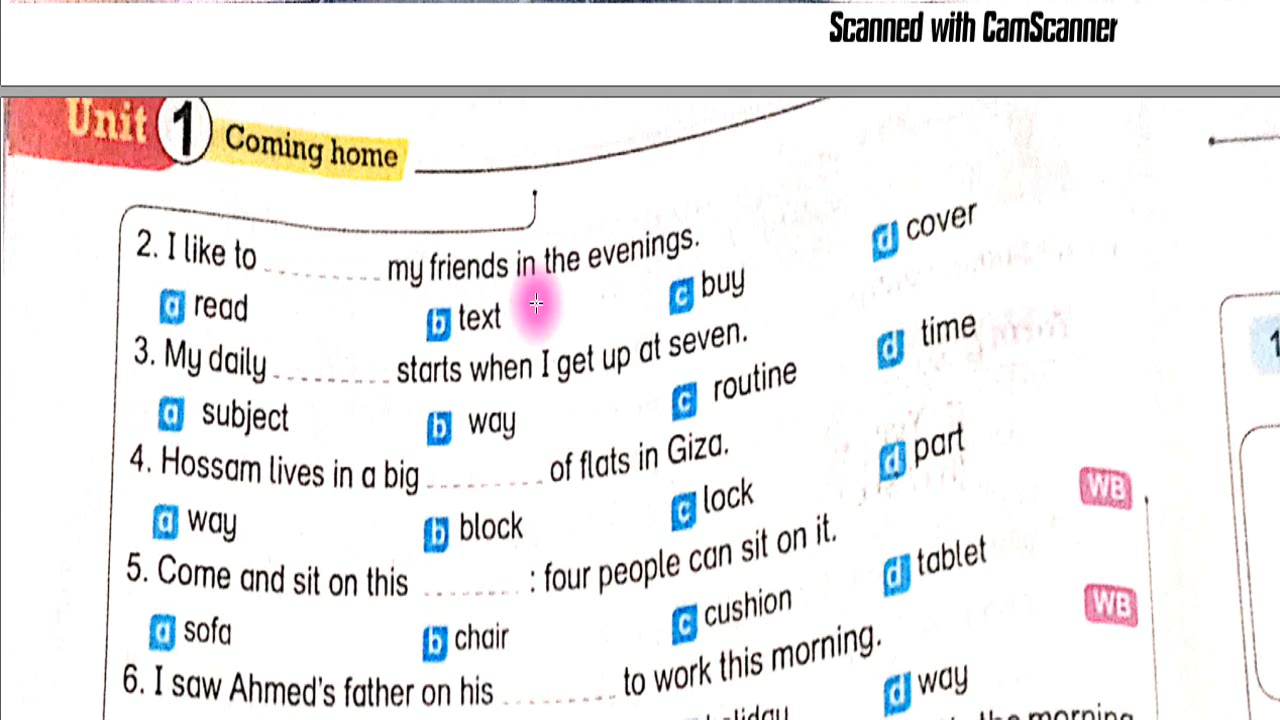 Scanned with CamScanner
Unit 1 Coming home
2. I like to .......... my friends in the evenings.
a read b text c buy d cover
3. My daily .......... starts when I get up at seven.
a subject b way c routine d time
4. Hossam lives in a big .......... of flats in Giza.
a way b block c lock d part
WB
5. Come and sit on this .......... : four people can sit on it.
a sofa b chair c cushion d tablet
WB
6. I saw Ahmed's father on his .......... to work this morning.
d way
the morning
1